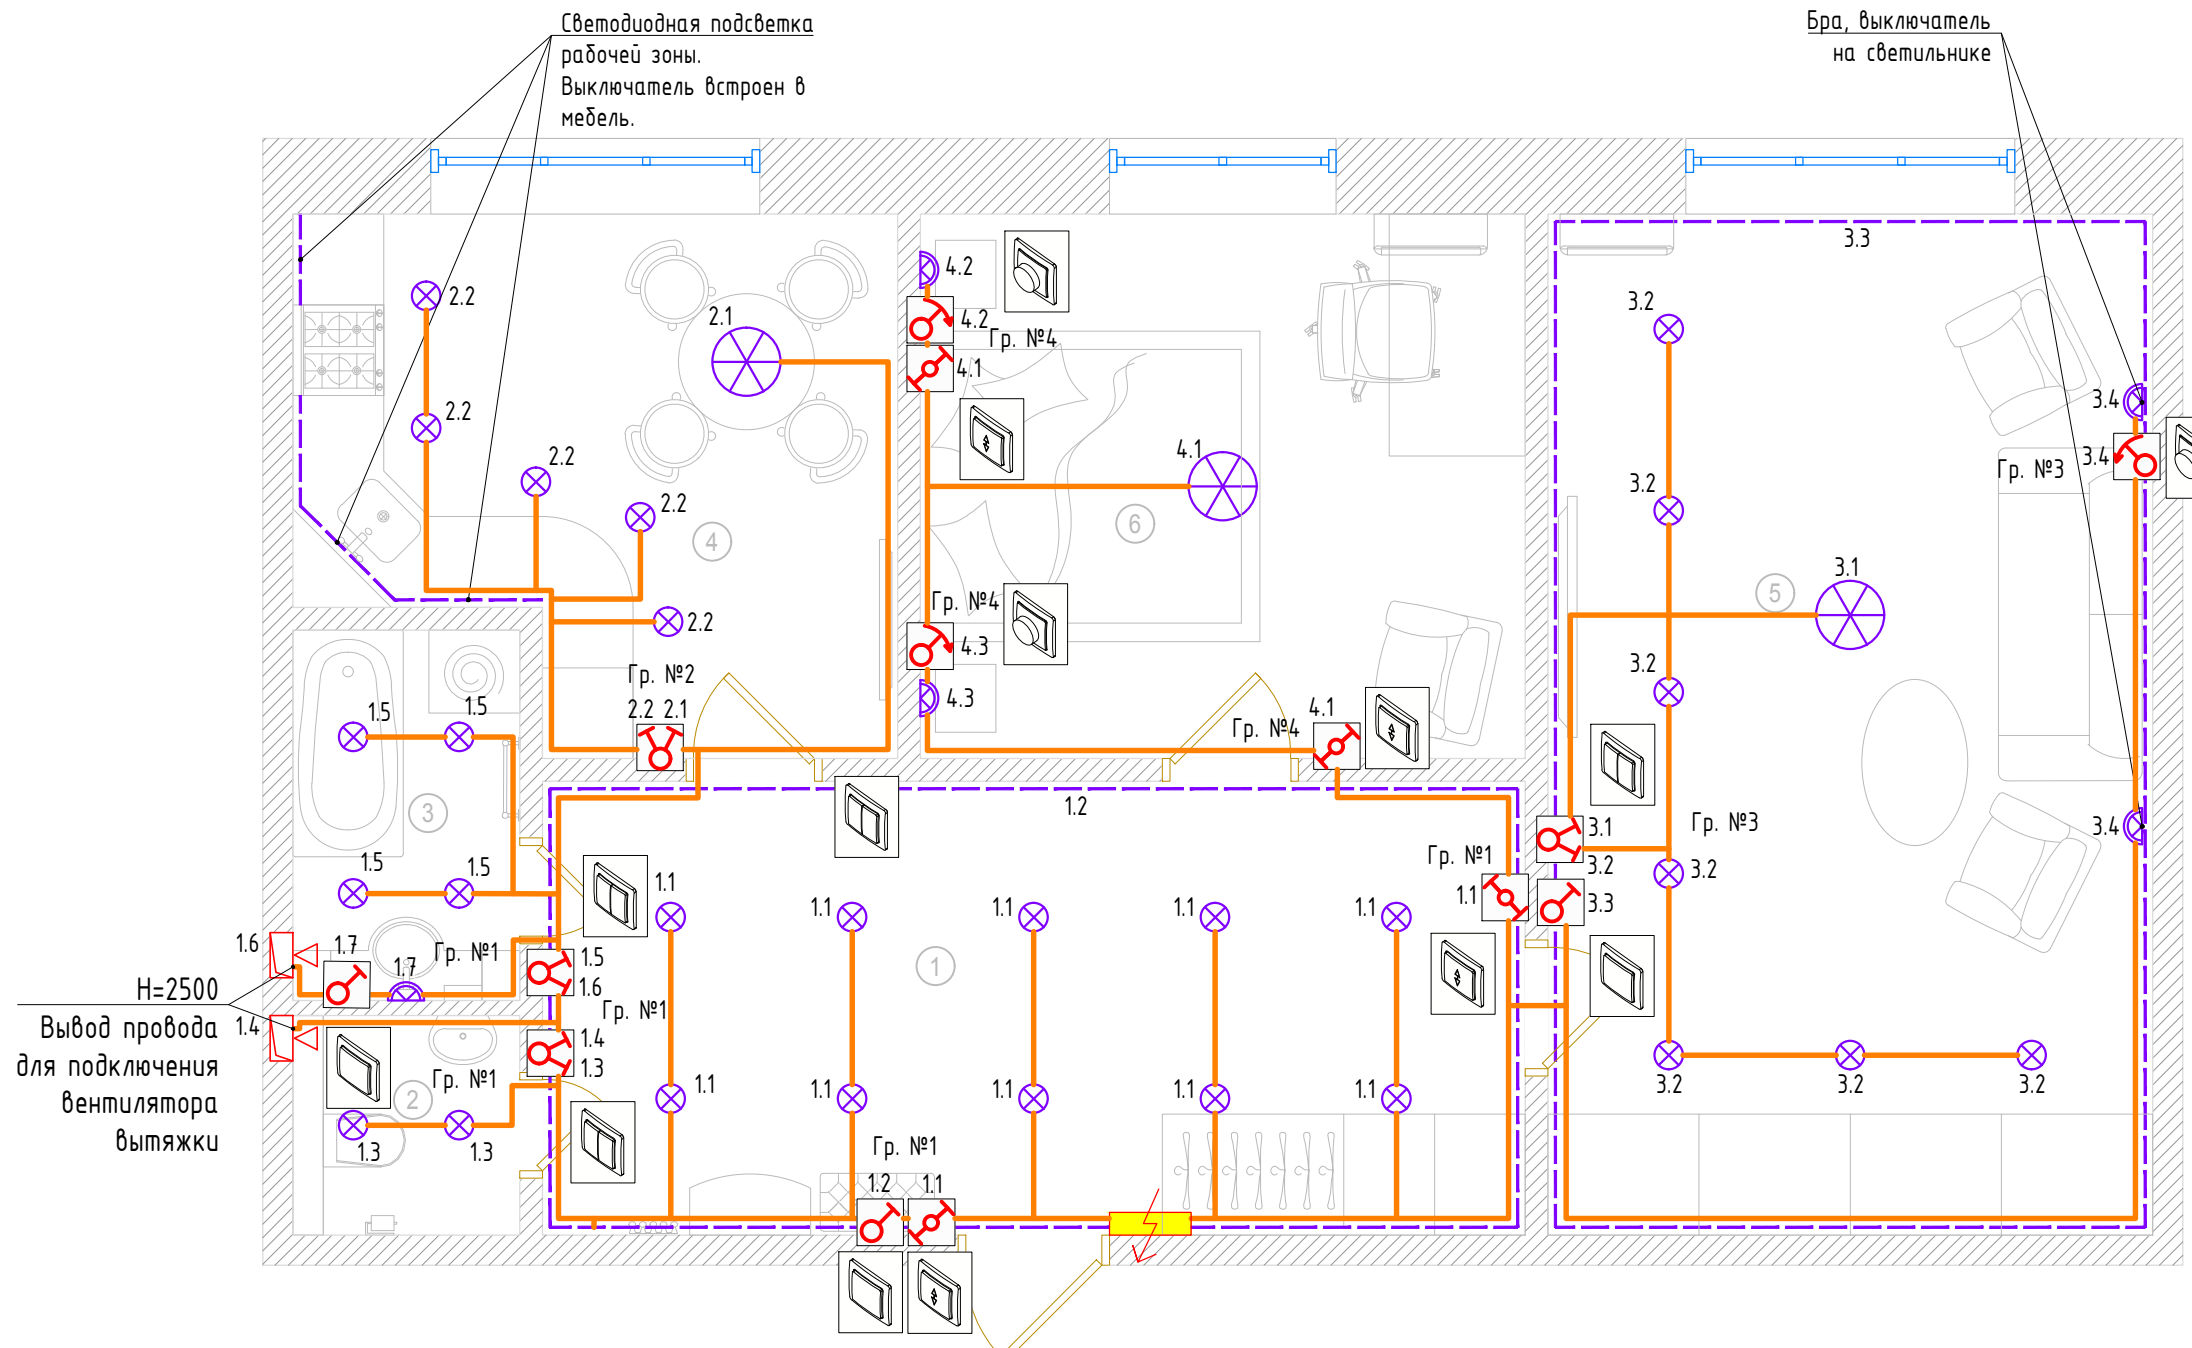 Светодиодная подсветка
рабочей зоны.
Выключатель встроен в
мебель.
Бра, выключатель
на светильнике
3.3
4.2
2.2
2.1
4.2
Гр. №4
4.1
3.2
3.4
2.2
2.2
4.1
3.4
Гр. №3
3.2
2.2
4
6
3.1
5
Гр. №4
2.2
4.3
3.2
Гр. №2
4.3
2.2 2.1
4.1
Гр. №4
1.5
1.5
3
1.2
3.1
Гр. №3
3.4
1.5
1.5
Гр. №1
3.2
3.2
1.1
1.1
3.3
1.1
1.1
1.1
1.1
1.6
1.7
Гр. №1
1.5
1.7
1
1.6
Н=2500
Гр. №1
Вывод провода
для подключения
вентилятора
вытяжки
1.4
1.4
1.3
Гр. №1
2
1.1
1.1
1.1
1.1
1.1
3.2
3.2
3.2
1.3
1.3
Гр. №1
1.2
1.1